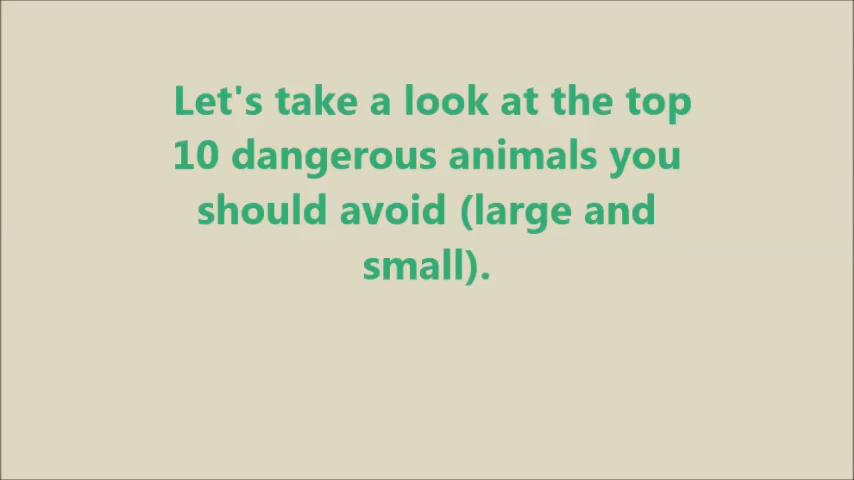 Let's take a look at the top
10 dangerous animals you
should avoid (large and
small).